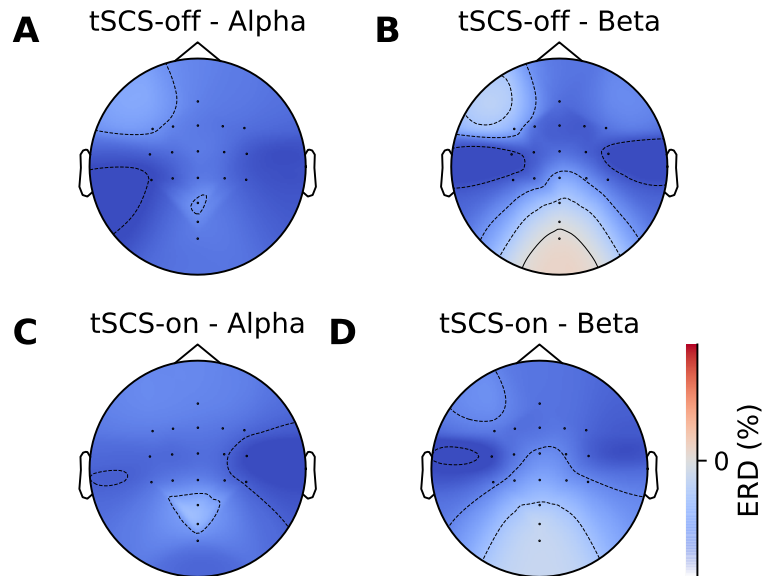 A
tSCS-off - Alpha
B
tSCS-off - Beta
C
tSCS-on - Alpha
D
tSCS-on - Beta
0
ERD (%)